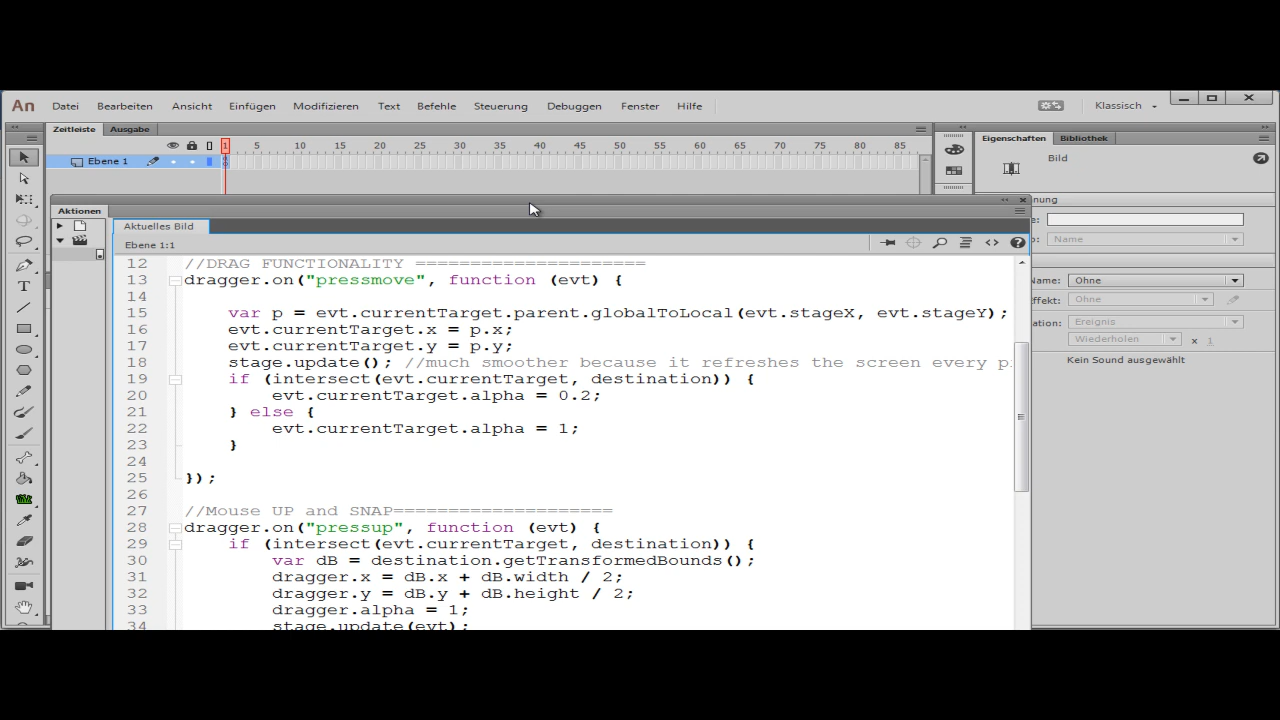 An Datei Bearbeiten Ansicht Einfügen Modifizieren Text Befehle Steuerung Debuggen Fenster Hilfe Klassisch
Zeitleiste Ausgabe
1 5 10 15 20 25 30 35 40 45 50 55 60 65 70 75 80 85
Ebene 1
Eigenschaften Bibliothek
Bild
nung
Name
Name: Ohne
ffekt: Ohne
ation: Ereignis
Wiederholen x 1
Kein Sound ausgewählt
Aktionen
Aktuelles Bild
Ebene 1:1
12 //DRAG FUNCTIONALITY =====================
13 dragger.on("pressmove", function (evt) {
14
15 var p = evt.currentTarget.parent.globalToLocal(evt.stageX, evt.stageY);
16 evt.currentTarget.x = p.x;
17 evt.currentTarget.y = p.y;
18 stage.update(); //much smoother because it refreshes the screen every p
19 if (intersect(evt.currentTarget, destination)) {
20 evt.currentTarget.alpha = 0.2;
21 } else {
22 evt.currentTarget.alpha = 1;
23 }
24
25 });
26
27 //Mouse UP and SNAP====================
28 dragger.on("pressup", function (evt) {
29 if (intersect(evt.currentTarget, destination)) {
30 var dB = destination.getTransformedBounds();
31 dragger.x = dB.x + dB.width / 2;
32 dragger.y = dB.y + dB.height / 2;
33 dragger.alpha = 1;
34 stage.update(evt);